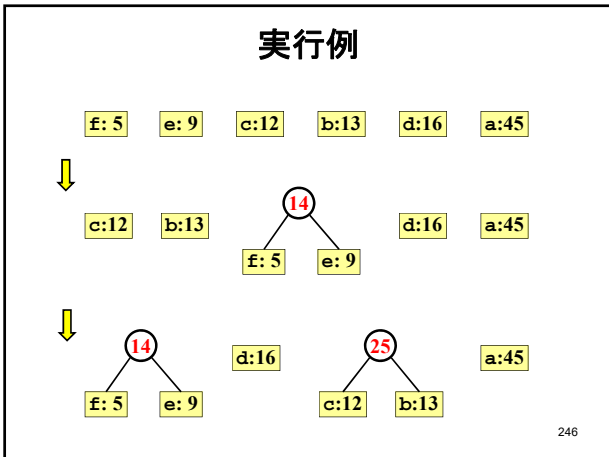 実行例
f: 5 e: 9 c:12 b:13 d:16 a:45
14
c:12 b:13 d:16 a:45
f: 5 e: 9
14 25
d:16 a:45
f: 5 e: 9 c:12 b:13
246